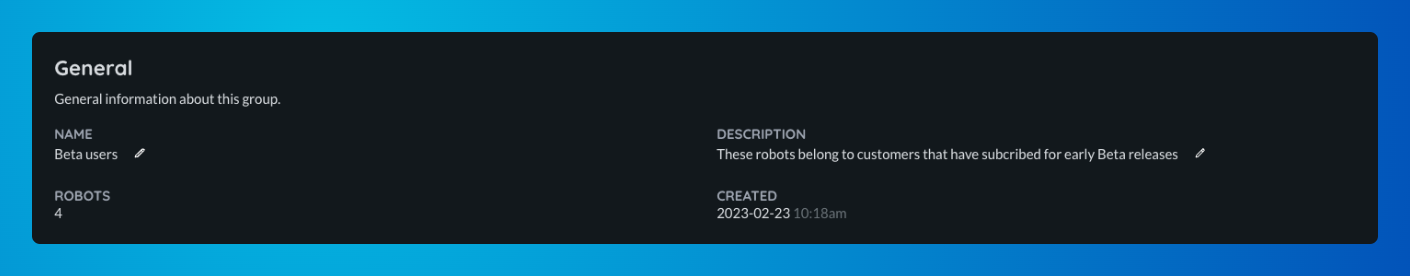 General
General information about this group.
NAME
Beta users
DESCRIPTION
These robots belong to customers that have subcribed for early Beta releases
ROBOTS
4
CREATED
2023-02-23 10:18am